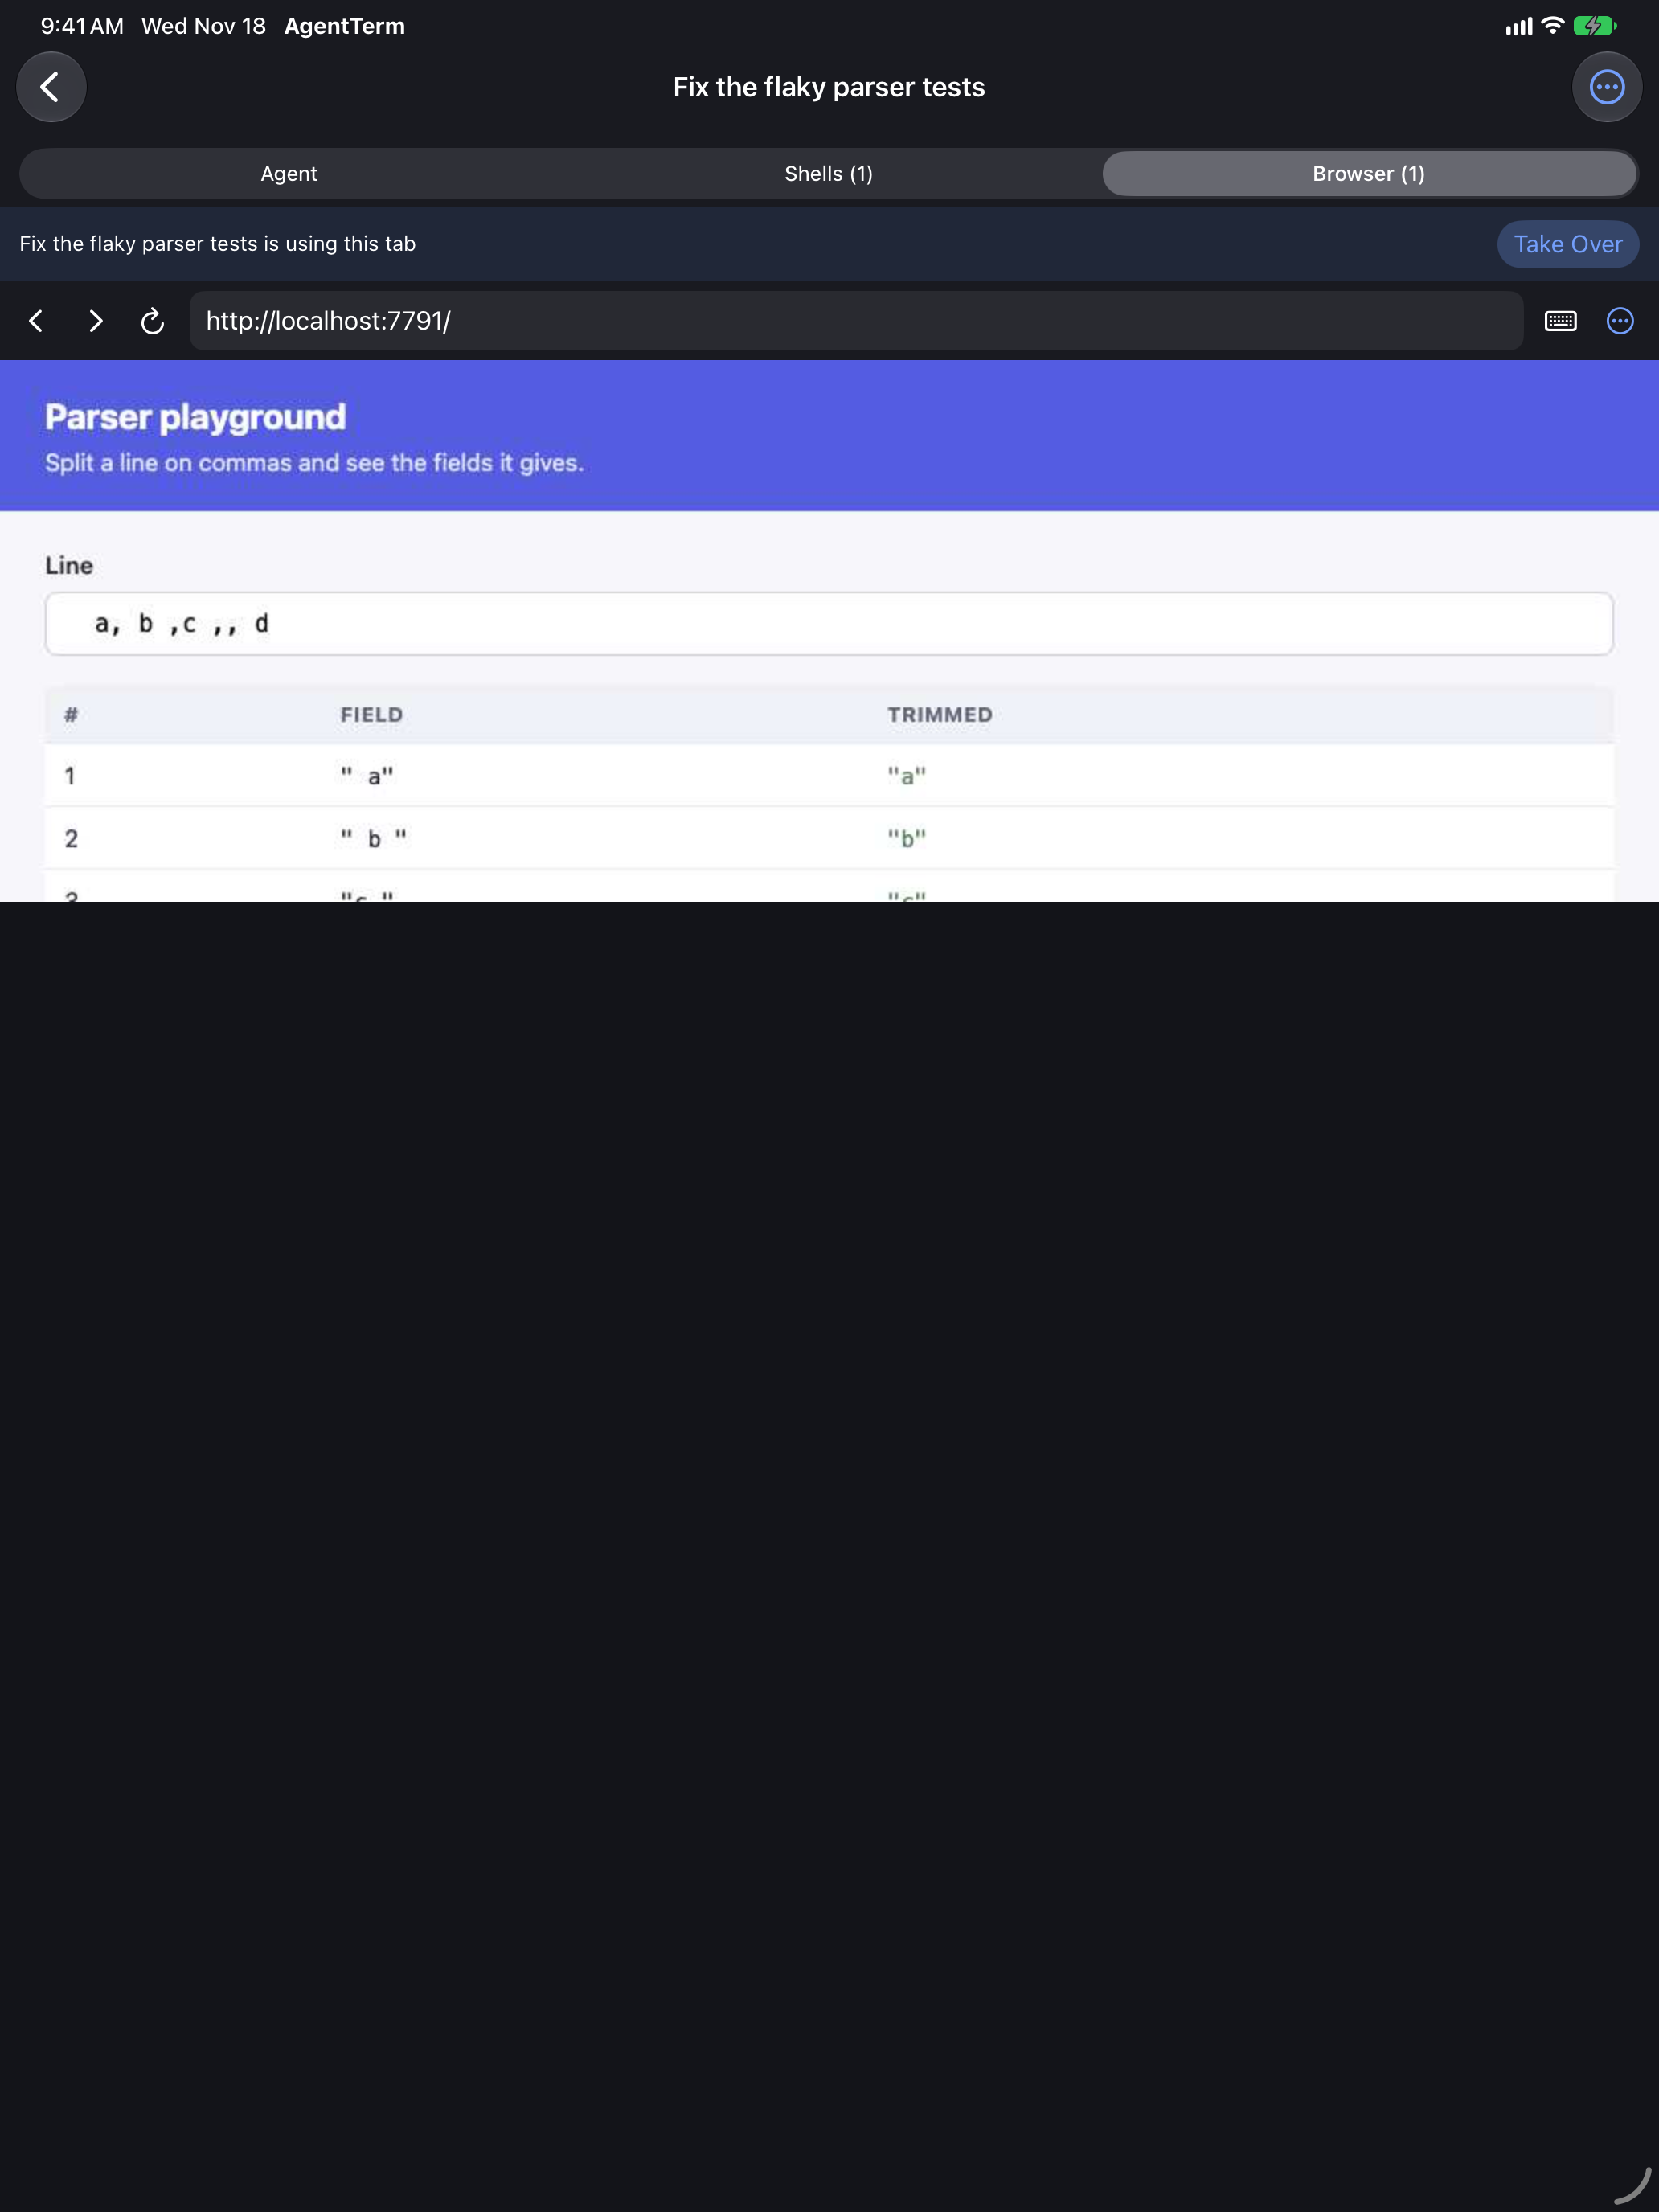 9:41 AM Wed Nov 18 AgentTerm
Fix the flaky parser tests
Agent Shells (1) Browser (1)
Fix the flaky parser tests is using this tab Take Over
http://localhost:7791/
Parser playground
Split a line on commas and see the fields it gives.
Line
a, b ,c ,, d
# FIELD TRIMMED
1 " a" "a"
2 " b " "b"
3 "c " "c"